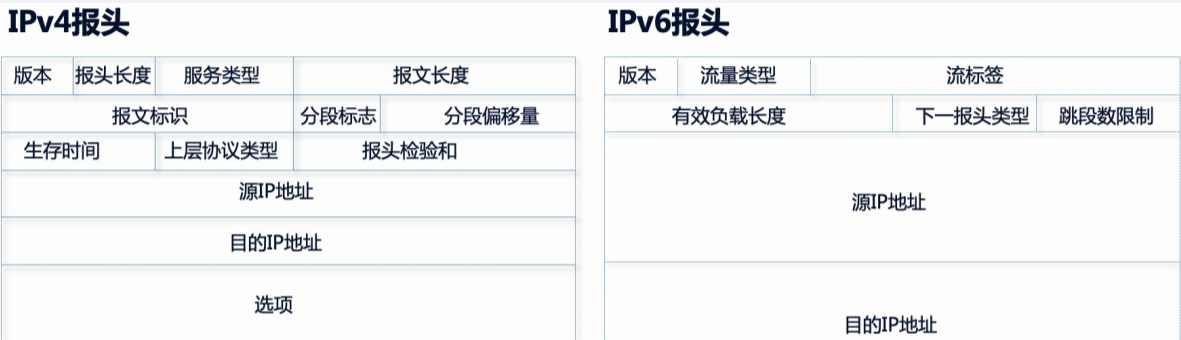 IPv4报头
版本 报头长度 服务类型 报文长度
报文标识 分段标志 分段偏移量
生存时间 上层协议类型 报头检验和
源IP地址
目的IP地址
选项
IPv6报头
版本 流量类型 流标签
有效负载长度 下一报头类型 跳段数限制
源IP地址
目的IP地址